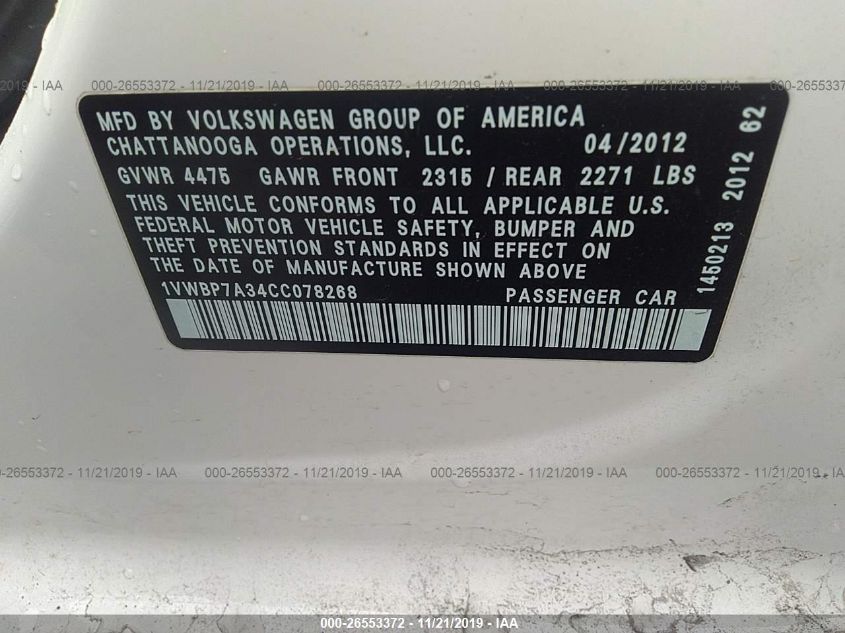 000-26553372 - 11/21/2019 - IAA
MFD BY VOLKSWAGEN GROUP OF AMERICA
CHATTANOOGA OPERATIONS, LLC. 04/2012
GVWR 4475 GAWR FRONT 2315 / REAR 2271 LBS
THIS VEHICLE CONFORMS TO ALL APPLICABLE U.S.
FEDERAL MOTOR VEHICLE SAFETY, BUMPER AND
THEFT PREVENTION STANDARDS IN EFFECT ON
THE DATE OF MANUFACTURE SHOWN ABOVE
1VWBP7A34CC078268 PASSENGER CAR
1450213 2012 62
000-26553372 - 11/21/2019 - IAA
000-26553372 - 11/21/2019 - IAA